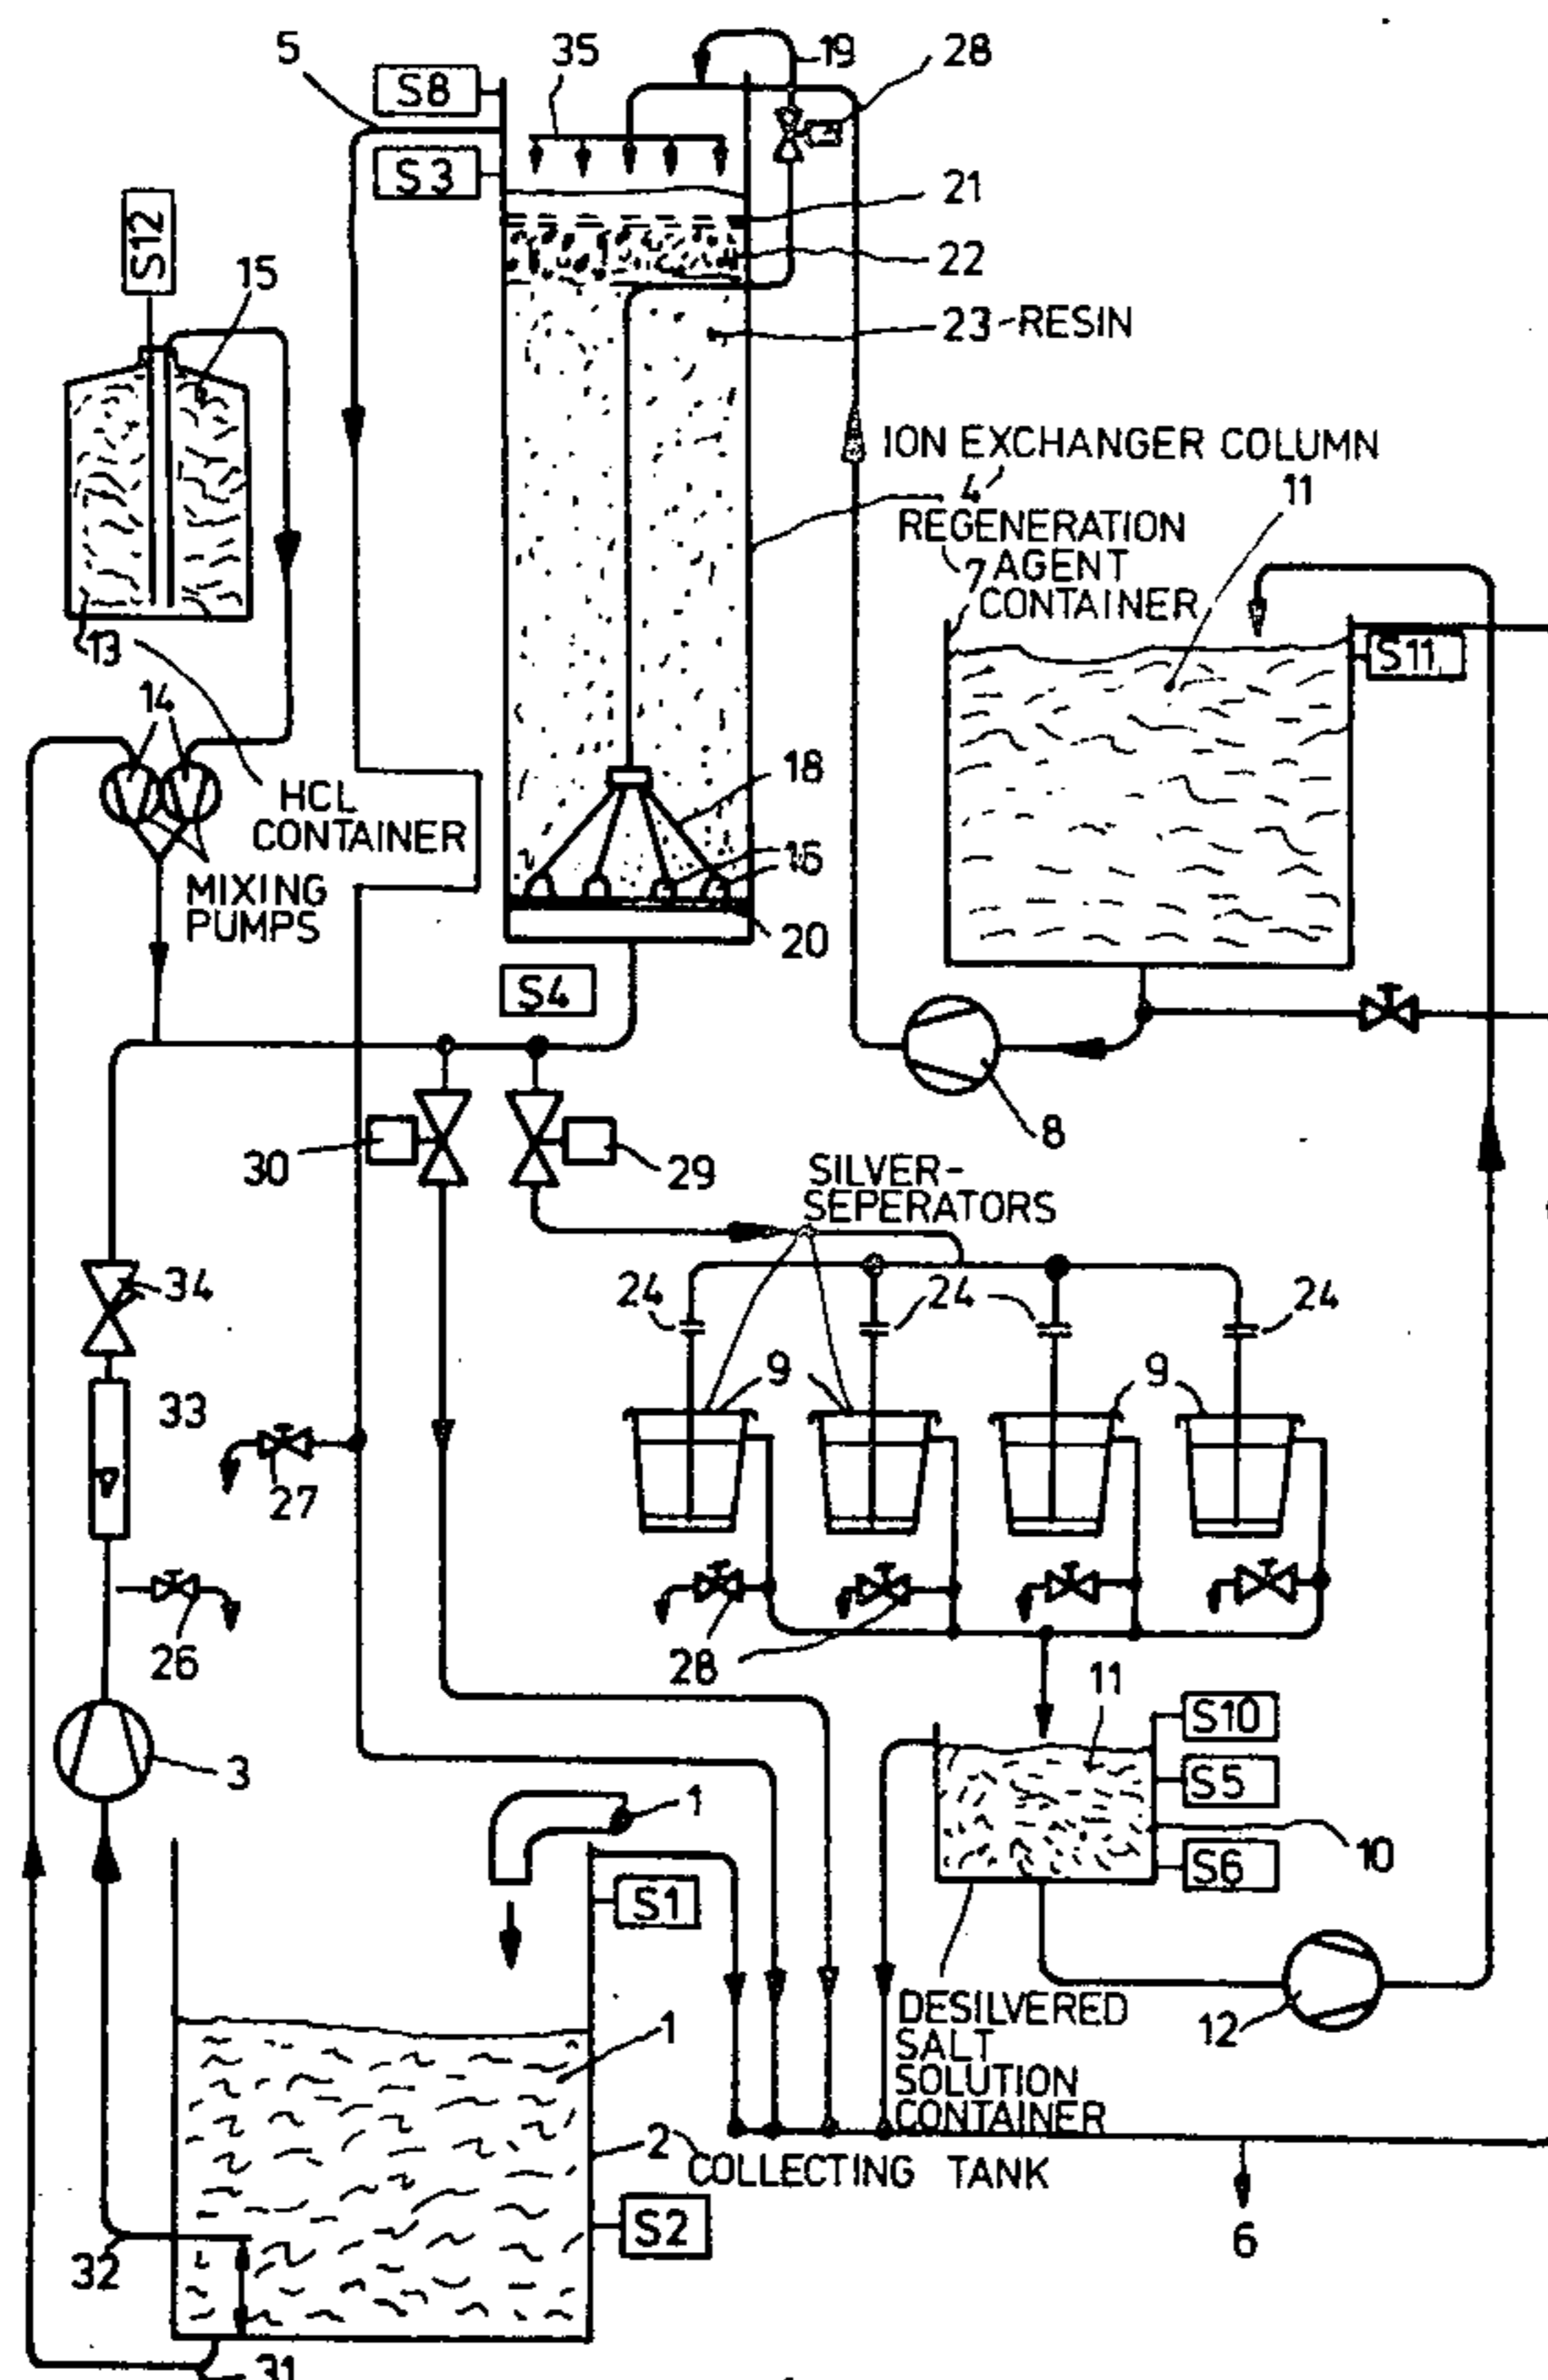 5
35
19
28
S8
S3
21
S12
22
15
23-RESIN
ION EXCHANGER COLUMN
4
11
REGENERATION
7 AGENT
CONTAINER
S11
13
14
18
HCL
CONTAINER
16
MIXING
PUMPS
20
S4
8
30
29
SILVER-
SEPERATORS
34
24
24
24
9
9
33
27
26
28
11
S10
3
S5
1
10
S6
S1
DESILVERED
12
SALT
1
SOLUTION
CONTAINER
2
COLLECTING TANK
S2
6
32
31